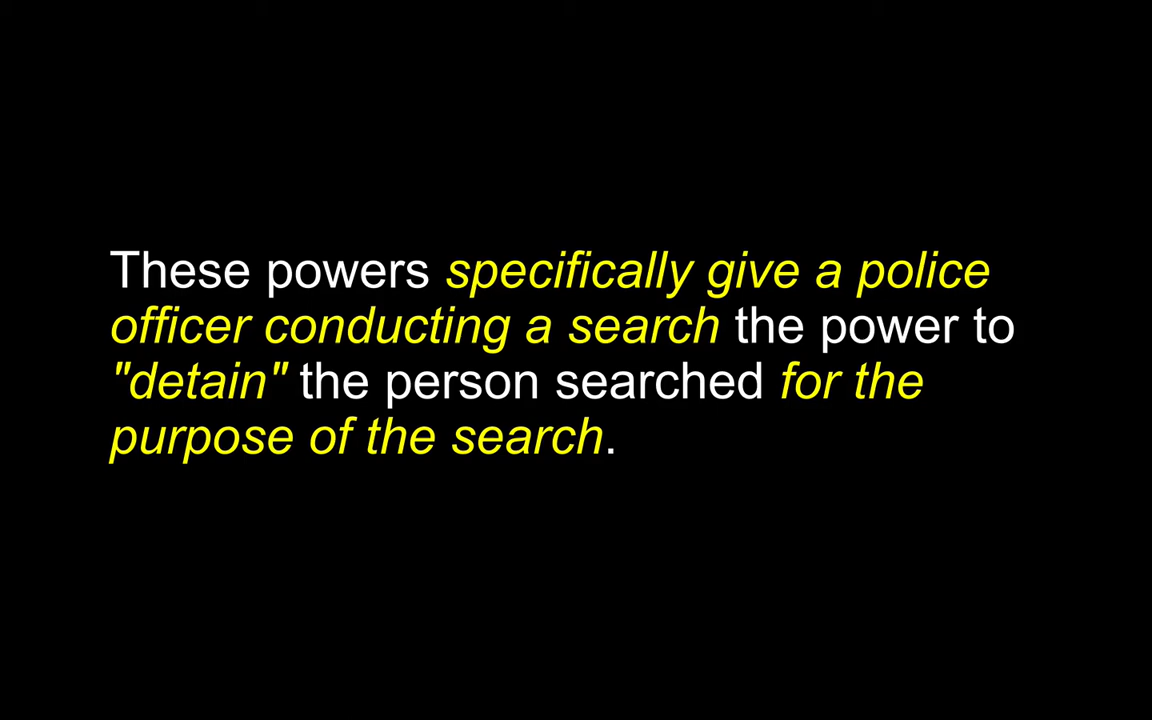 These powers specifically give a police
officer conducting a search the power to
"detain" the person searched for the
purpose of the search.